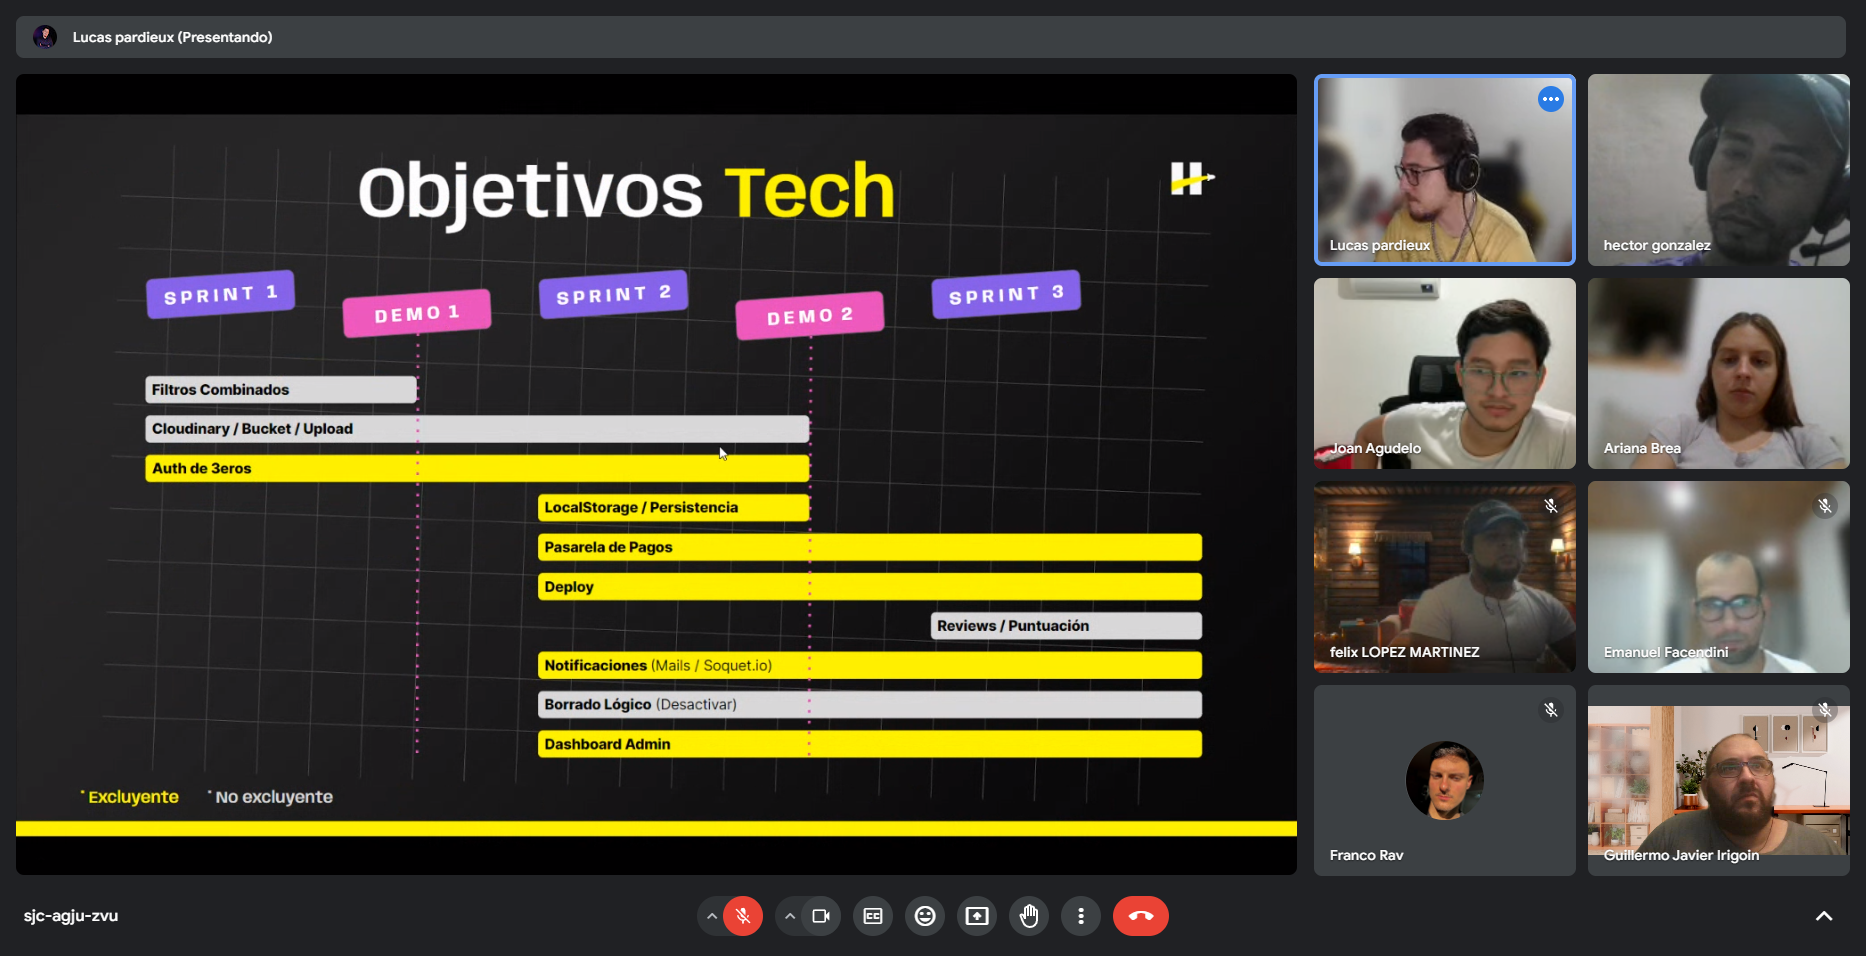 Lucas pardieux (Presentando)
Objetivos Tech
SPRINT 1
DEMO 1
SPRINT 2
DEMO 2
SPRINT 3
Filtros Combinados
Cloudinary / Bucket / Upload
Auth de 3eros
LocalStorage / Persistencia
Pasarela de Pagos
Deploy
Reviews / Puntuación
Notificaciones (Mails / Soquet.io)
Borrado Lógico (Desactivar)
Dashboard Admin
* Excluyente
* No excluyente
Lucas pardieux
hector gonzalez
Joan Agudelo
Ariana Brea
felix LOPEZ MARTINEZ
Emanuel Facendini
Franco Rav
Guillermo Javier Irigoin
sjc-agju-zvu
CC